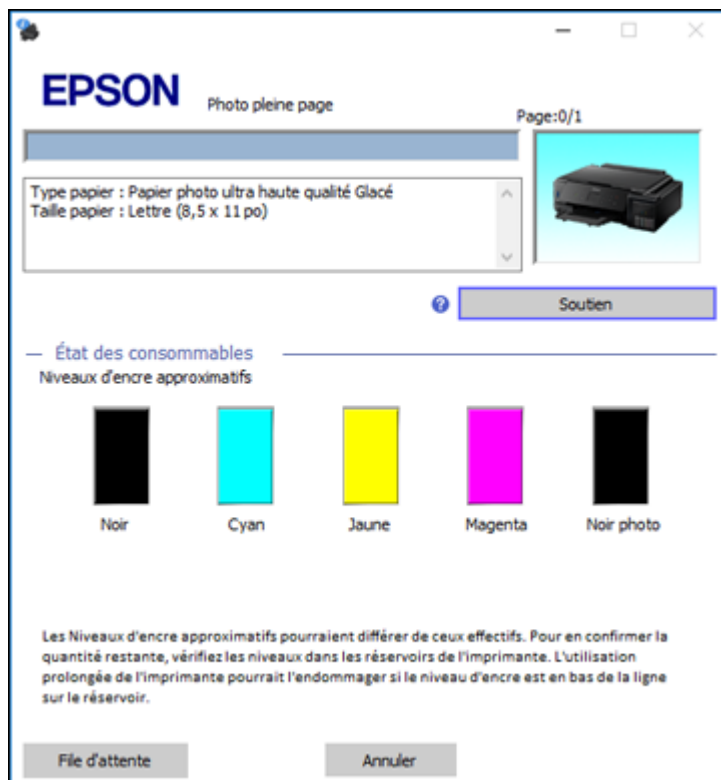 EPSON
Photo pleine page
Page:0/1
Type papier : Papier photo ultra haute qualité Glacé
Taille papier : Lettre (8,5 x 11 po)
Soutien
État des consommables
Niveaux d'encre approximatifs
Noir Cyan Jaune Magenta Noir photo
Les Niveaux d'encre approximatifs pourraient différer de ceux effectifs. Pour en confirmer la
quantité restante, vérifiez les niveaux dans les réservoirs de l'imprimante. L'utilisation
prolongée de l'imprimante pourrait l'endommager si le niveau d'encre est en bas de la ligne
sur le réservoir.
File d'attente Annuler